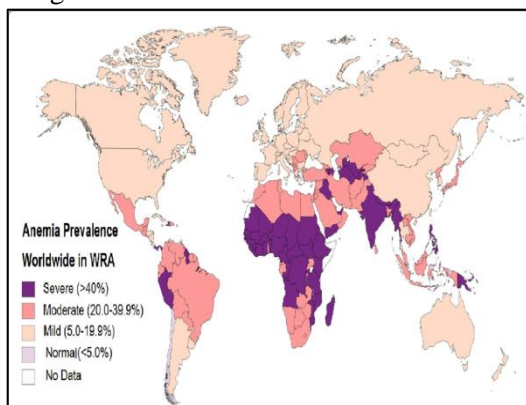 Anemia Prevalence
Worldwide in WRA
Severe (>40%)
Moderate (20.0-39.9%)
Mild (5.0-19.9%)
Normal(<5.0%)
No Data